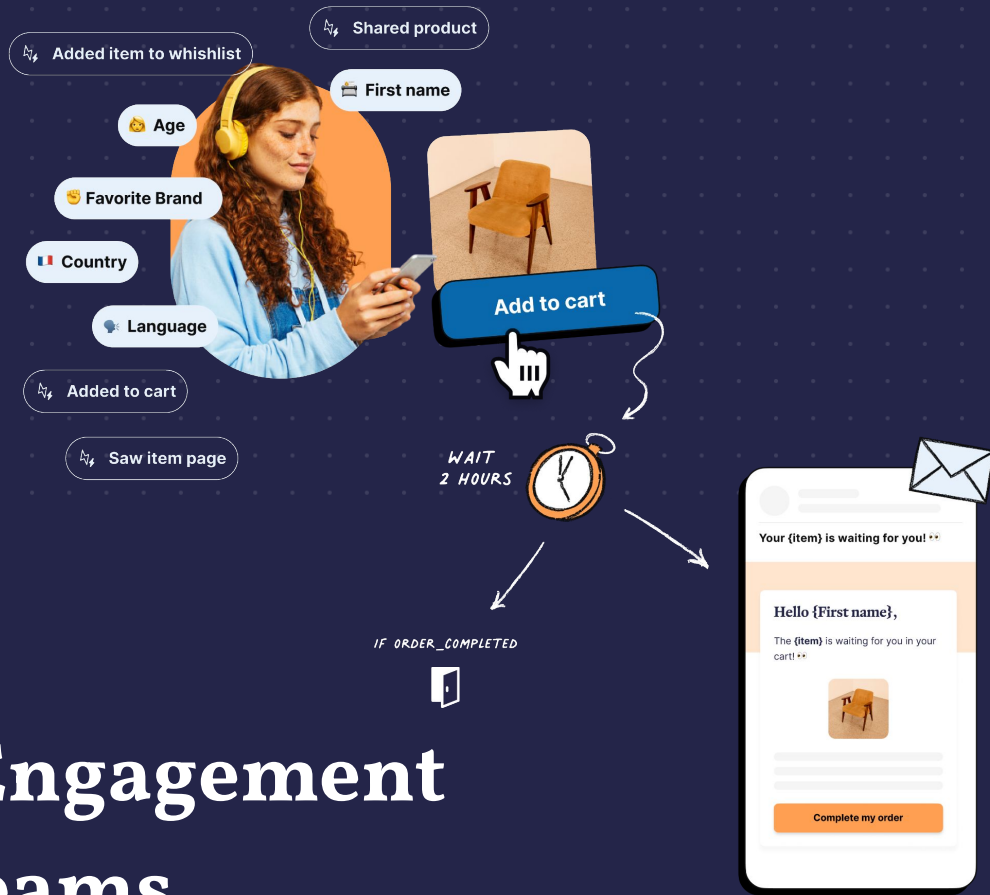 Shared product
Added item to whishlist
First name
Age
Favorite Brand
Country
Add to cart
Language
Added to cart
Saw item page
WAIT
2 HOURS
Your {item} is waiting for you! 👀
Hello {First name},
The {item} is waiting for you in your
cart! 👀
IF ORDER_COMPLETED
Engagement
Complete my order